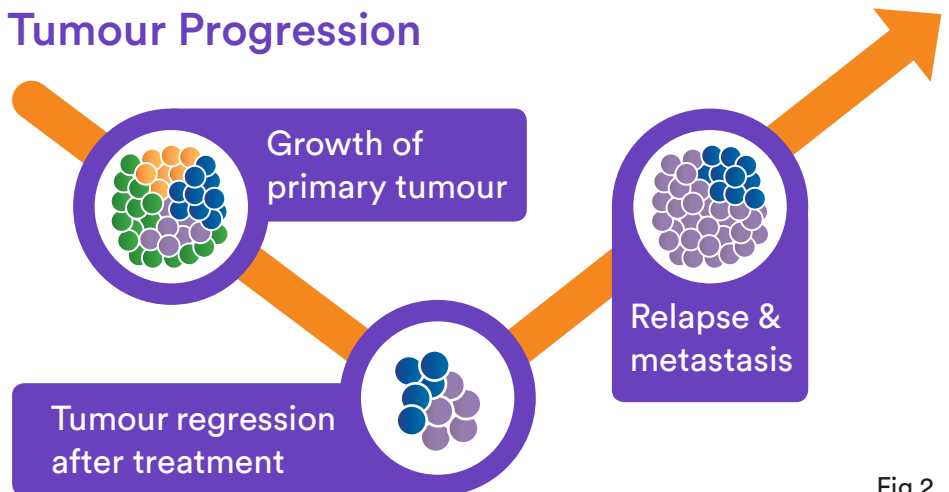 Tumour Progression
Growth of
primary tumour
Relapse &
metastasis
Tumour regression
after treatment
Fig 2